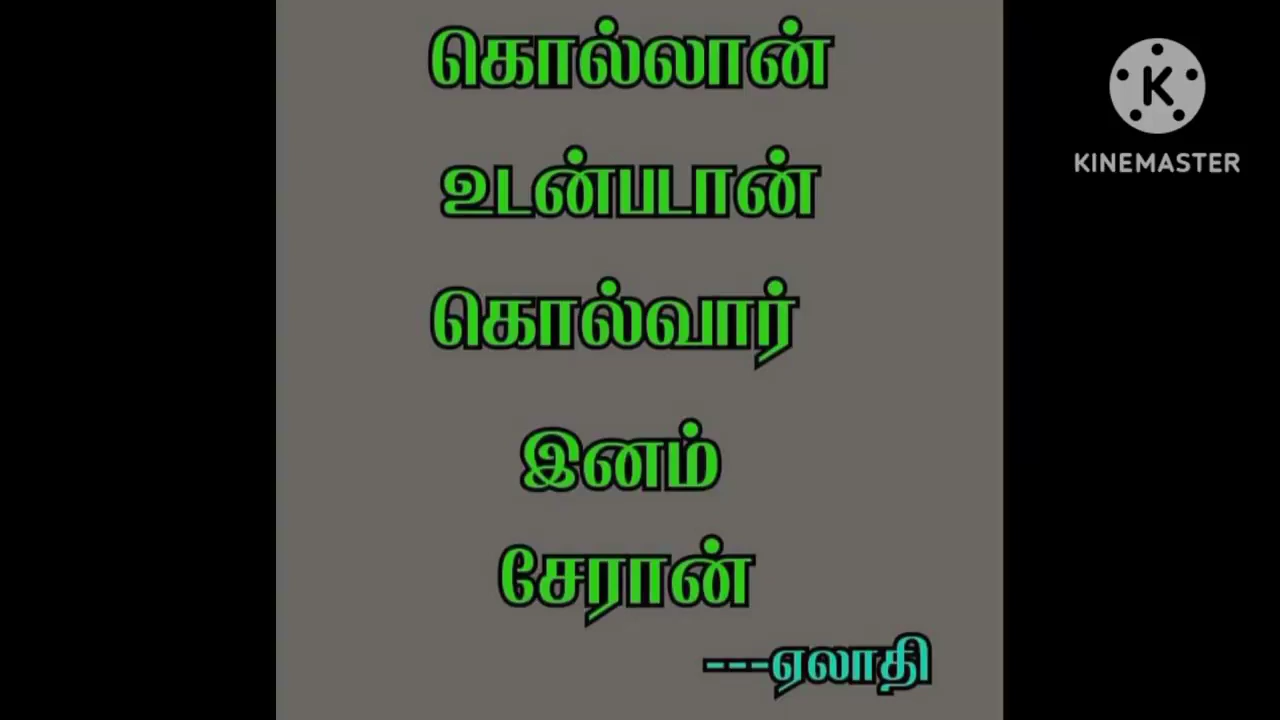 கொல்லான்
உடன்படான்
கொல்வார்
இனம்
சேரான்
---ஏலாதி
K
KINEMASTER